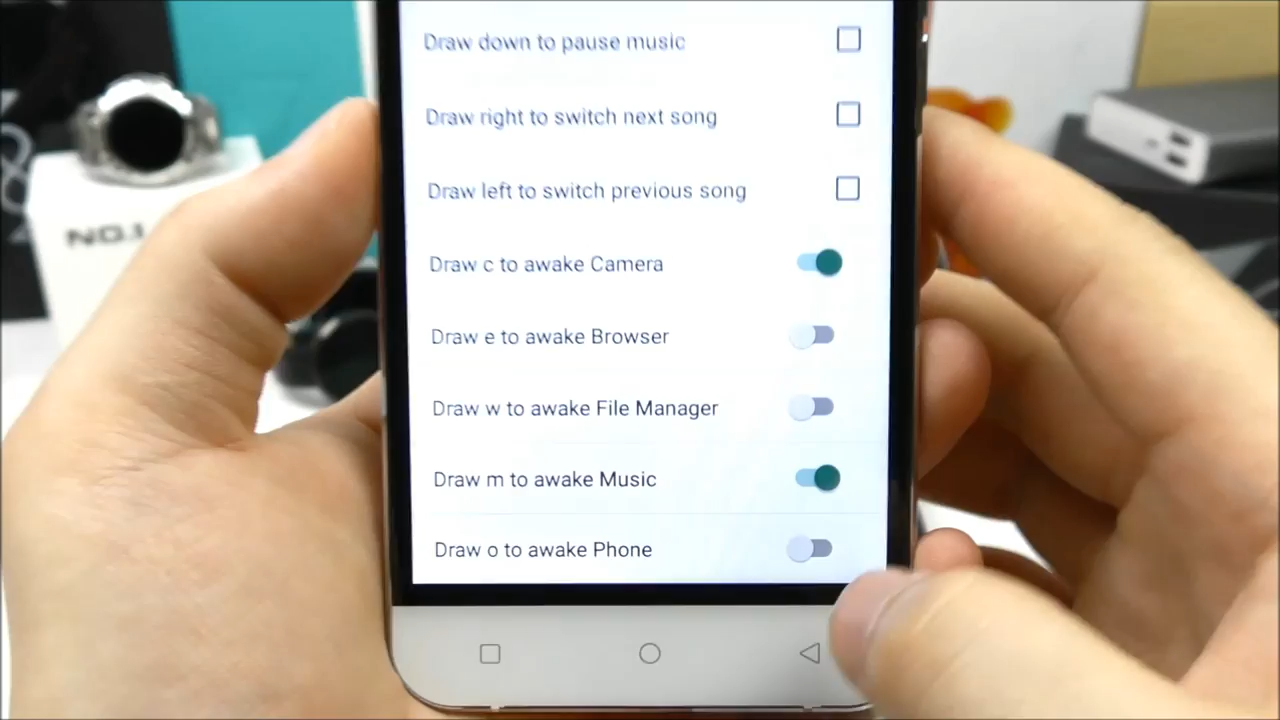 Draw down to pause music
Draw right to switch next song
Draw left to switch previous song
Draw c to awake Camera
Draw e to awake Browser
Draw w to awake File Manager
Draw m to awake Music
Draw o to awake Phone
NO.1